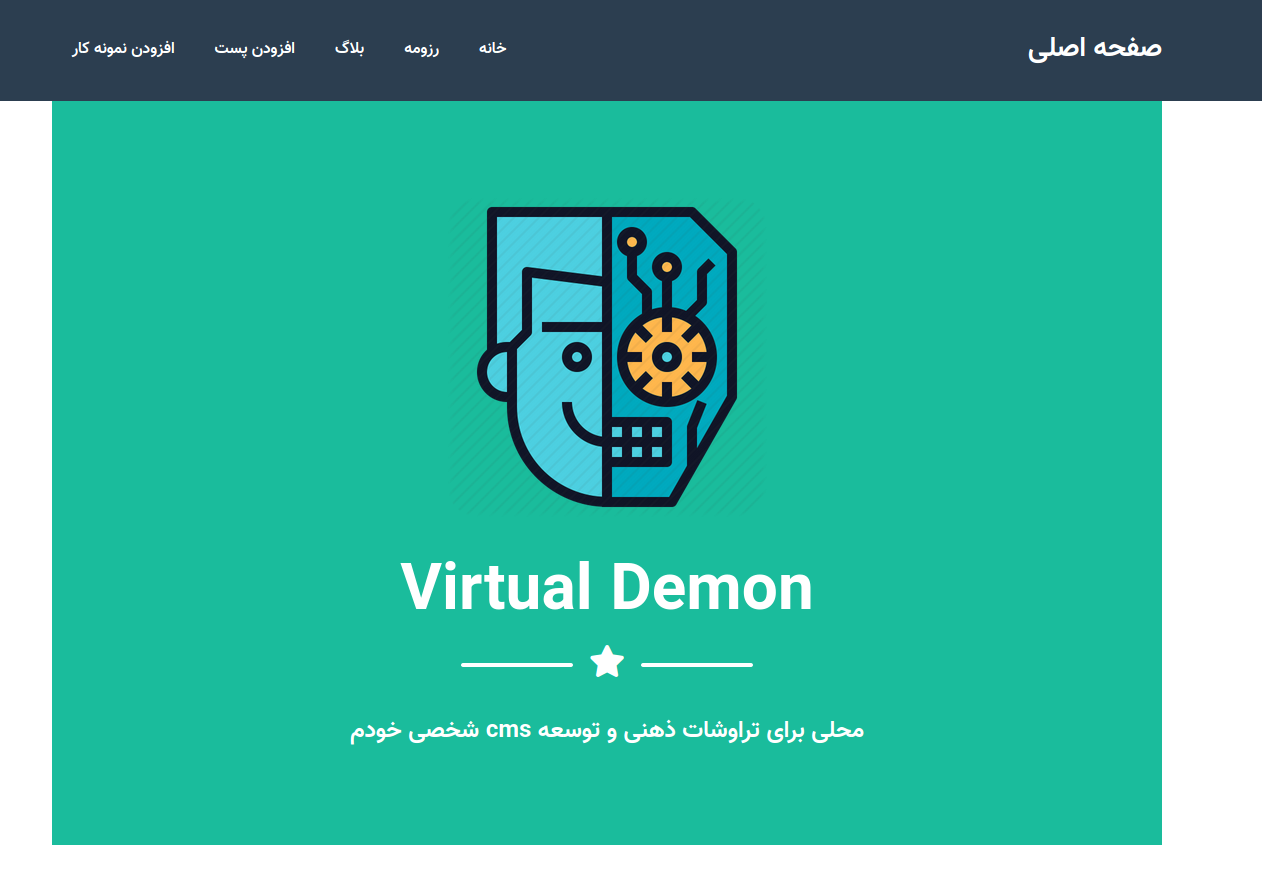 صفحه اصلی
خانه رزومه بلاگ افزودن پست افزودن نمونه کار
Virtual Demon
محلی برای تراوشات ذهنی و توسعه cms شخصی خودم